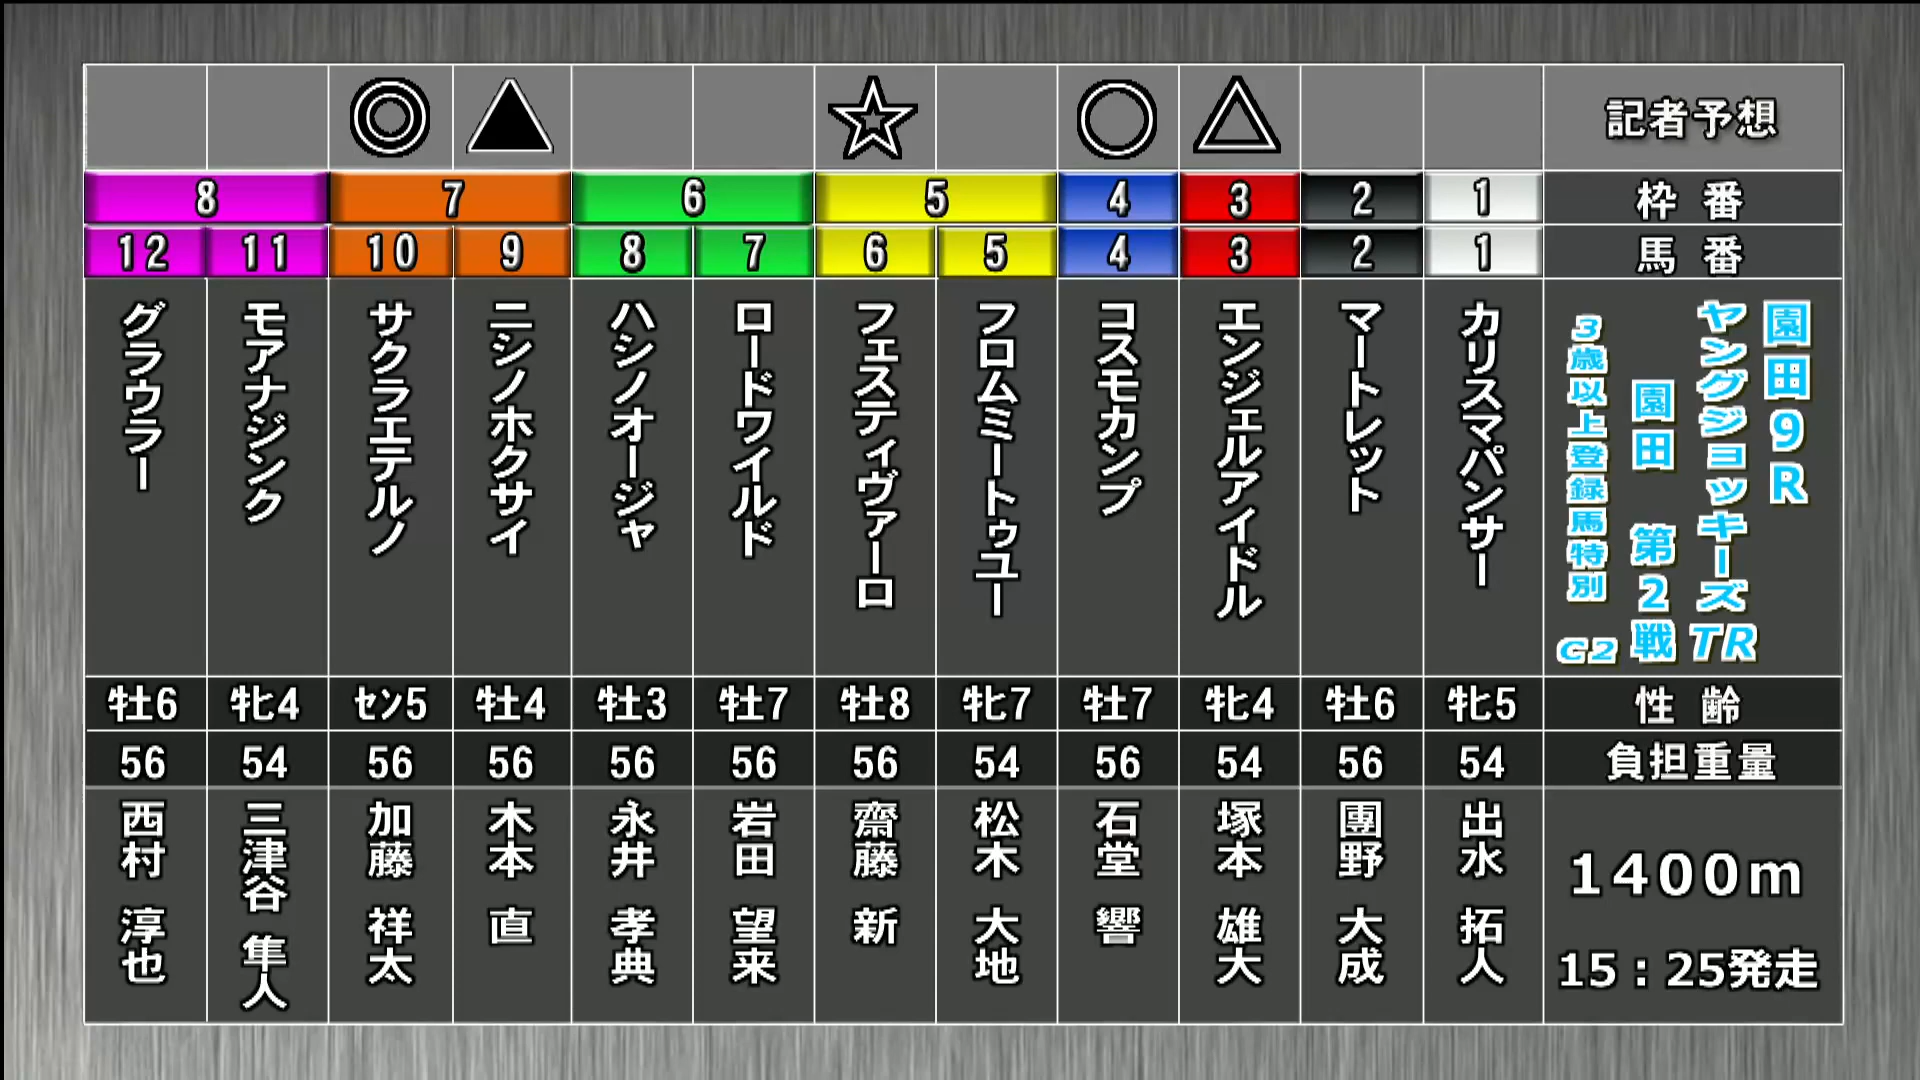 記者予想
◎ ▲ ☆ ○ △
枠番
8 7 6 5 4 3 2 1
馬番
12 11 10 9 8 7 6 5 4 3 2 1
園田9R
ヤングジョッキーズTR
園田 第2戦
3歳以上登録馬特別 C2
カリスマパンサー
マートレット
エンジェルアイドル
コスモカンプ
フロムミートゥユー
フェスティヴァーロ
ロードワイルド
ハシノオージャ
ニシノホクサイ
サクラエテルノ
モアナジンク
グラウラー
牡6 牝4 セン5 牡4 牡3 牡7 牡8 牝7 牡7 牝4 牡6 牝5 性齢
56 54 56 56 56 56 56 54 56 54 56 54 負担重量
1400m
15:25発走
出水 拓人
團野 大成
塚本 雄大
石堂 響
松木 大地
齋藤 新
岩田 望来
永井 孝典
木本 直
加藤 祥太
三津谷 隼人
西村 淳也